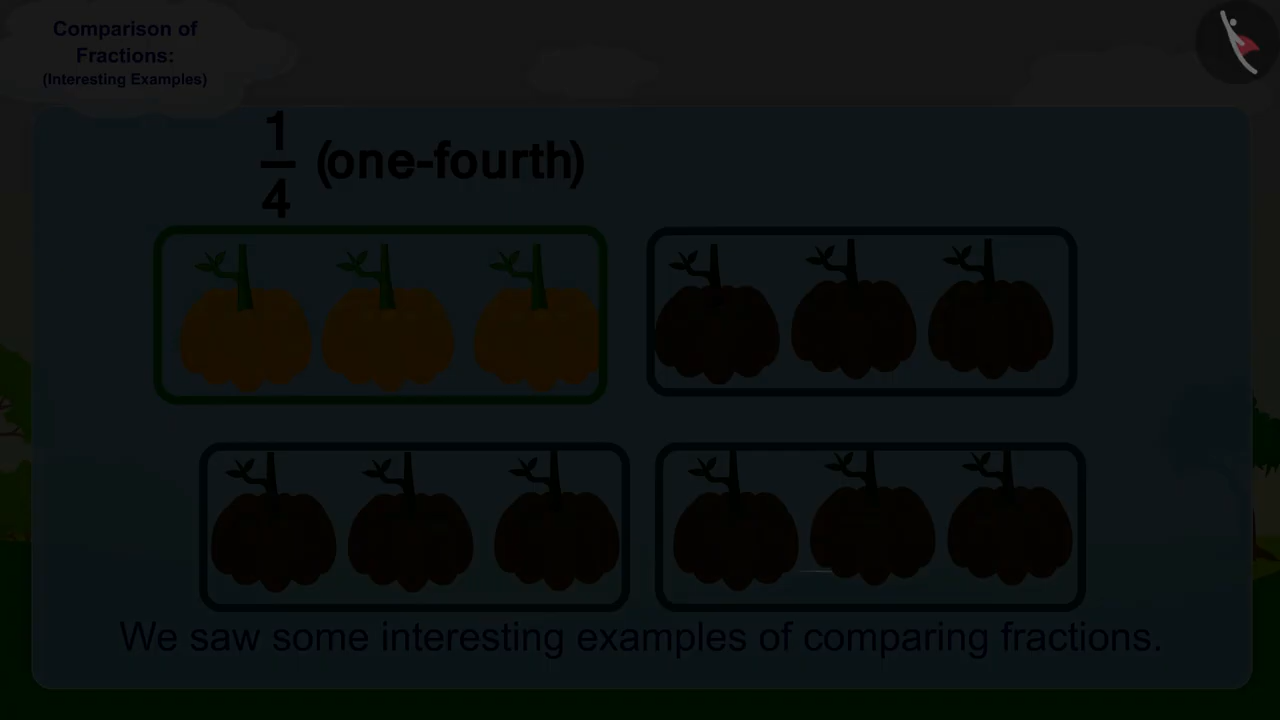 Comparison of
Fractions:
(Interesting Examples)
1
4
(one-fourth)
We saw some interesting examples of comparing fractions.